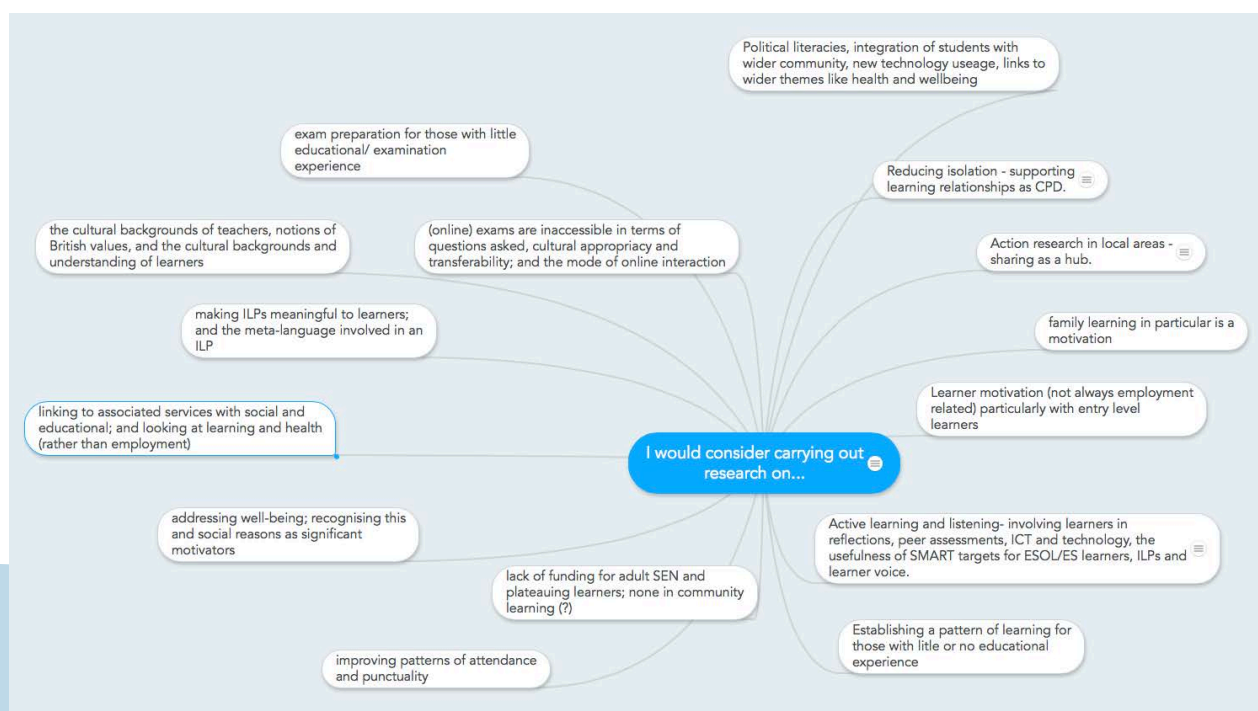 Political literacies, integration of students with
wider community, new technology useage, links to
wider themes like health and wellbeing
exam preparation for those with little
educational/ examination
experience
Reducing isolation - supporting
learning relationships as CPD.
the cultural backgrounds of teachers, notions of
British values, and the cultural backgrounds and
understanding of learners
(online) exams are inaccessible in terms of
questions asked, cultural appropriacy and
transferability; and the mode of online interaction
Action research in local areas -
sharing as a hub.
making ILPs meaningful to learners;
and the meta-language involved in an
ILP
family learning in particular is a
motivation
linking to associated services with social and
educational; and looking at learning and health
(rather than employment)
Learner motivation (not always employment
related) particularly with entry level
learners
I would consider carrying out
research on...
addressing well-being; recognising this
and social reasons as significant
motivators
Active learning and listening- involving learners in
reflections, peer assessments, ICT and technology, the
usefulness of SMART targets for ESOL/ES learners, ILPs and
learner voice.
lack of funding for adult SEN and
plateauing learners; none in community
learning (?)
Establishing a pattern of learning for
those with litle or no educational
experience
improving patterns of attendance
and punctuality